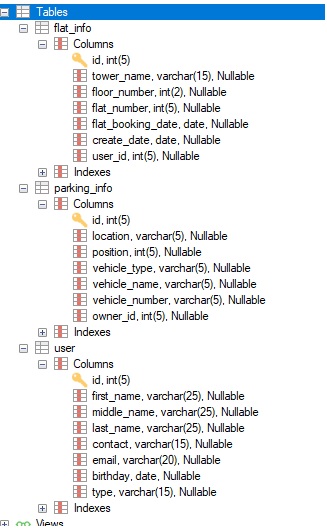 Tables
flat_info
Columns
id, int(5)
tower_name, varchar(15), Nullable
floor_number, int(2), Nullable
flat_number, int(5), Nullable
flat_booking_date, date, Nullable
create_date, date, Nullable
user_id, int(5), Nullable
Indexes
parking_info
Columns
id, int(5)
location, varchar(5), Nullable
position, int(5), Nullable
vehicle_type, varchar(5), Nullable
vehicle_name, varchar(5), Nullable
vehicle_number, varchar(5), Nullable
owner_id, int(5), Nullable
Indexes
user
Columns
id, int(5)
first_name, varchar(25), Nullable
middle_name, varchar(25), Nullable
last_name, varchar(25), Nullable
contact, varchar(15), Nullable
email, varchar(20), Nullable
birthday, date, Nullable
type, varchar(15), Nullable
Indexes
Views